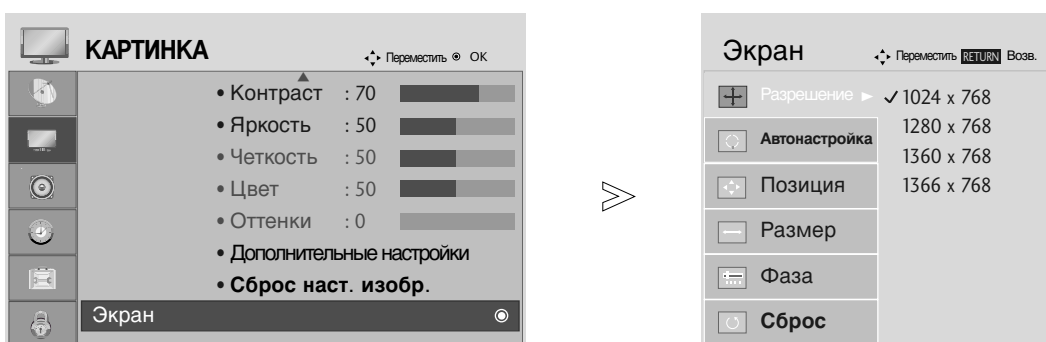 КАРТИНКА
Переместить OK
• Контраст : 70
• Яркость : 50
• Четкость : 50
• Цвет : 50
• Оттенки : 0
• Дополнительные настройки
• Сброс наст. изобр.
Экран
Экран
Переместить RETURN Возв.
Разрешение ► ✓ 1024 x 768
1280 x 768
Автонастройка
1360 x 768
Позиция 1366 x 768
Размер
Фаза
Сброс